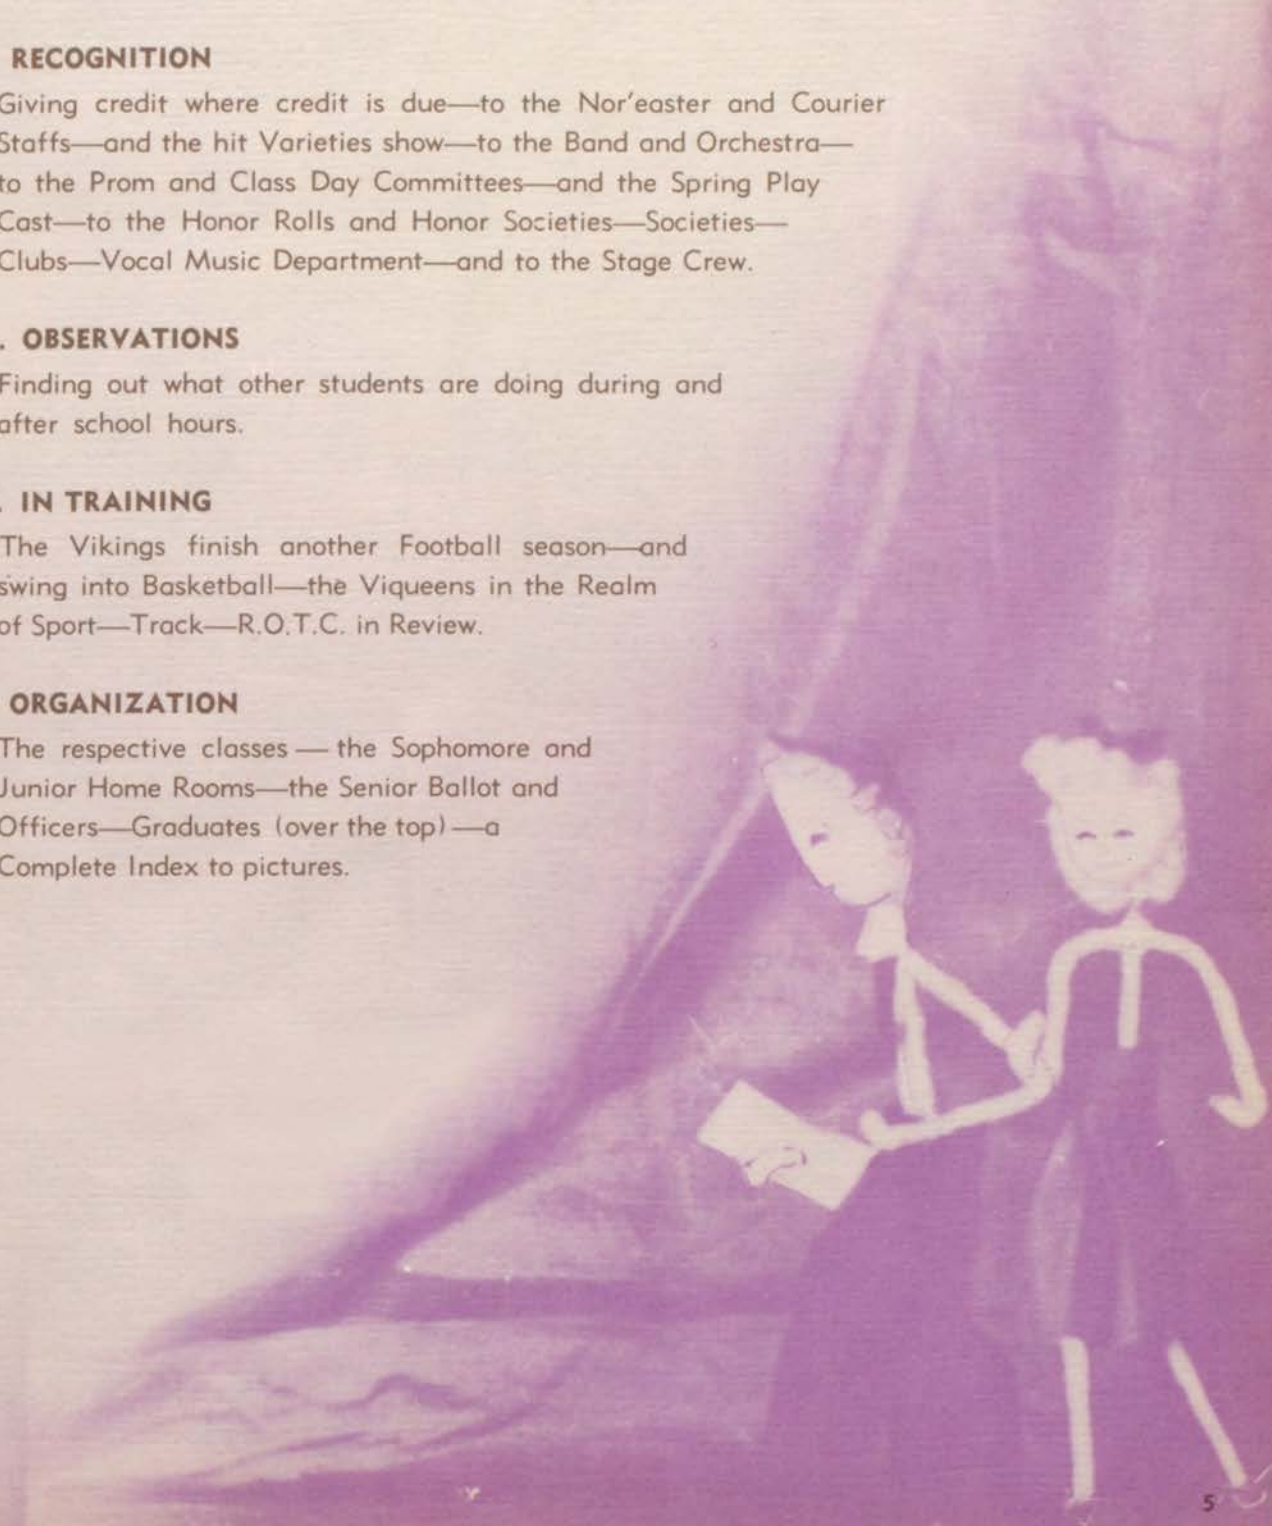 RECOGNITION
Giving credit where credit is due—to the Nor'easter and Courier
Staffs—and the hit Varieties show—to the Band and Orchestra—
to the Prom and Class Day Committees—and the Spring Play
Cast—to the Honor Rolls and Honor Societies—Societies—
Clubs—Vocal Music Department—and to the Stage Crew.
. OBSERVATIONS
Finding out what other students are doing during and
after school hours.
. IN TRAINING
The Vikings finish another Football season—and
swing into Basketball—the Viqueens in the Realm
of Sport—Track—R.O.T.C. in Review.
ORGANIZATION
The respective classes — the Sophomore and
Junior Home Rooms—the Senior Ballot and
Officers—Graduates (over the top) —a
Complete Index to pictures.
5